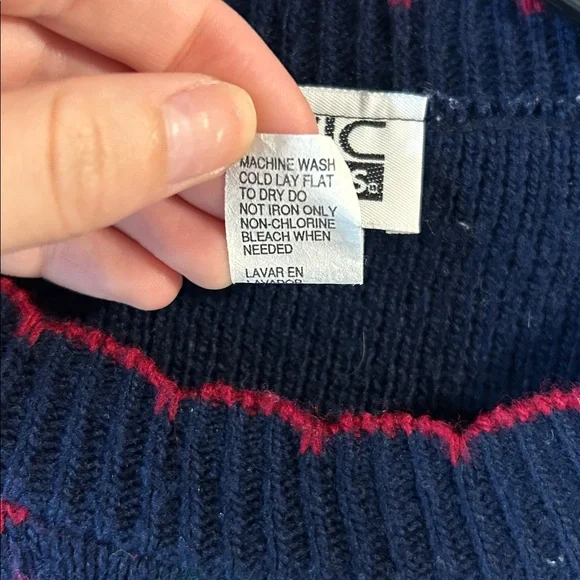 MACHINE WASH
COLD LAY FLAT
TO DRY DO
NOT IRON ONLY
NON-CHLORINE
BLEACH WHEN
NEEDED
LAVAR EN